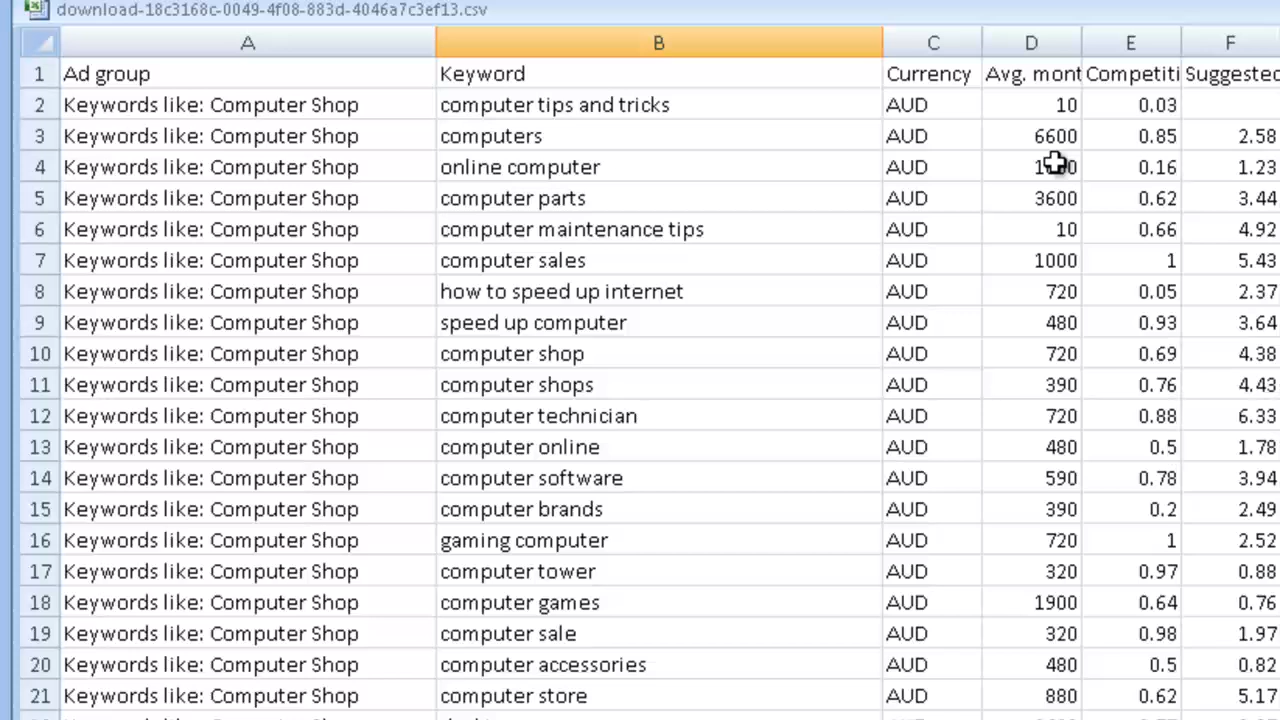 download-18c3168c-0049-4f08-883d-4046a7c3ef13.csv
A B C D E F
1 Ad group Keyword Currency Avg. mont Competiti Suggested
2 Keywords like: Computer Shop computer tips and tricks AUD 10 0.03
3 Keywords like: Computer Shop computers AUD 6600 0.85 2.58
4 Keywords like: Computer Shop online computer AUD 0.16 1.23
5 Keywords like: Computer Shop computer parts AUD 3600 0.62 3.44
6 Keywords like: Computer Shop computer maintenance tips AUD 10 0.66 4.92
7 Keywords like: Computer Shop computer sales AUD 1000 1 5.43
8 Keywords like: Computer Shop how to speed up internet AUD 720 0.05 2.37
9 Keywords like: Computer Shop speed up computer AUD 480 0.93 3.64
10 Keywords like: Computer Shop computer shop AUD 720 0.69 4.38
11 Keywords like: Computer Shop computer shops AUD 390 0.76 4.43
12 Keywords like: Computer Shop computer technician AUD 720 0.88 6.33
13 Keywords like: Computer Shop computer online AUD 480 0.5 1.78
14 Keywords like: Computer Shop computer software AUD 590 0.78 3.94
15 Keywords like: Computer Shop computer brands AUD 390 0.2 2.49
16 Keywords like: Computer Shop gaming computer AUD 720 1 2.52
17 Keywords like: Computer Shop computer tower AUD 320 0.97 0.88
18 Keywords like: Computer Shop computer games AUD 1900 0.64 0.76
19 Keywords like: Computer Shop computer sale AUD 320 0.98 1.97
20 Keywords like: Computer Shop computer accessories AUD 480 0.5 0.82
21 Keywords like: Computer Shop computer store AUD 880 0.62 5.17